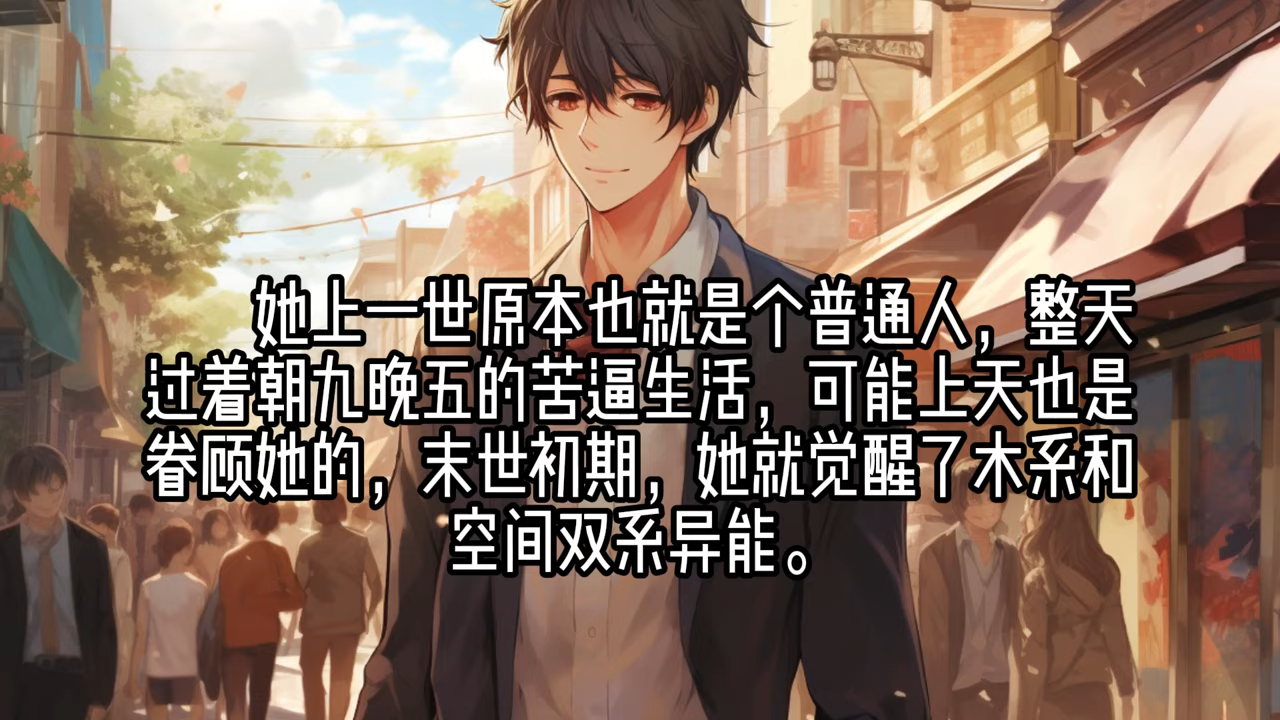 她上一世原本也就是个普通人，整天
过着朝九晚五的苦逼生活，可能上天也是
眷顾她的，末世初期，她就觉醒了木系和
空间双系异能。